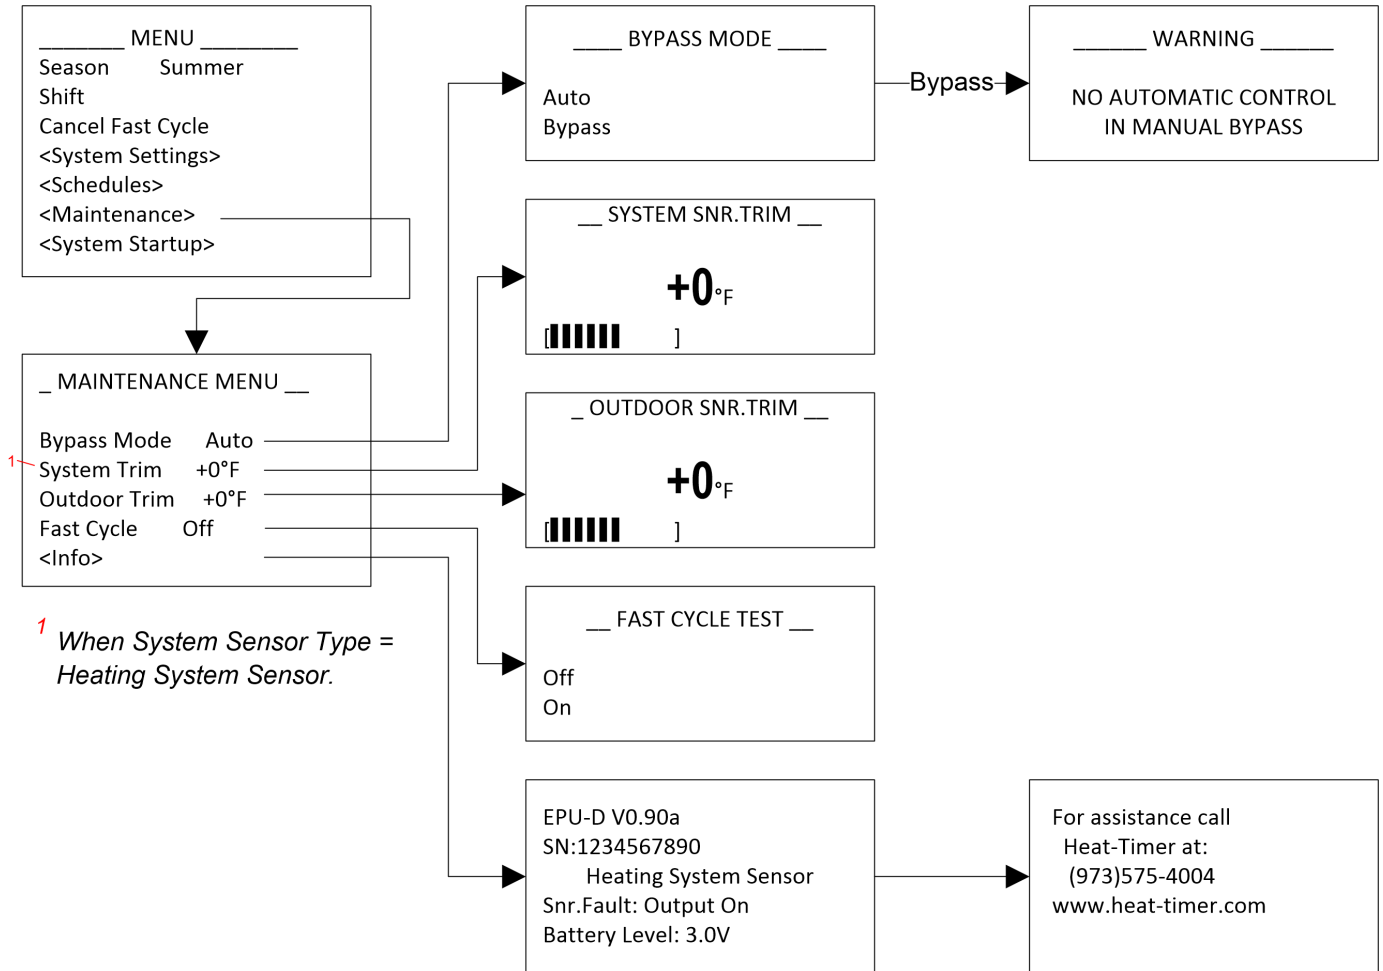 _______ MENU ________
Season Summer
Shift
Cancel Fast Cycle
<System Settings>
<Schedules>
<Maintenance>
<System Startup>
_ MAINTENANCE MENU __
Bypass Mode Auto
1
System Trim +0°F
Outdoor Trim +0°F
Fast Cycle Off
<Info>
1 When System Sensor Type =
Heating System Sensor.
____ BYPASS MODE ____
Auto
Bypass
Bypass
______ WARNING ______
NO AUTOMATIC CONTROL
IN MANUAL BYPASS
__ SYSTEM SNR.TRIM __
+0°F
[▮▮▮▮▮▮ ]
_ OUTDOOR SNR.TRIM __
+0°F
[▮▮▮▮▮▮ ]
__ FAST CYCLE TEST __
Off
On
EPU-D V0.90a
SN:1234567890
Heating System Sensor
Snr.Fault: Output On
Battery Level: 3.0V
For assistance call
Heat-Timer at:
(973)575-4004
www.heat-timer.com